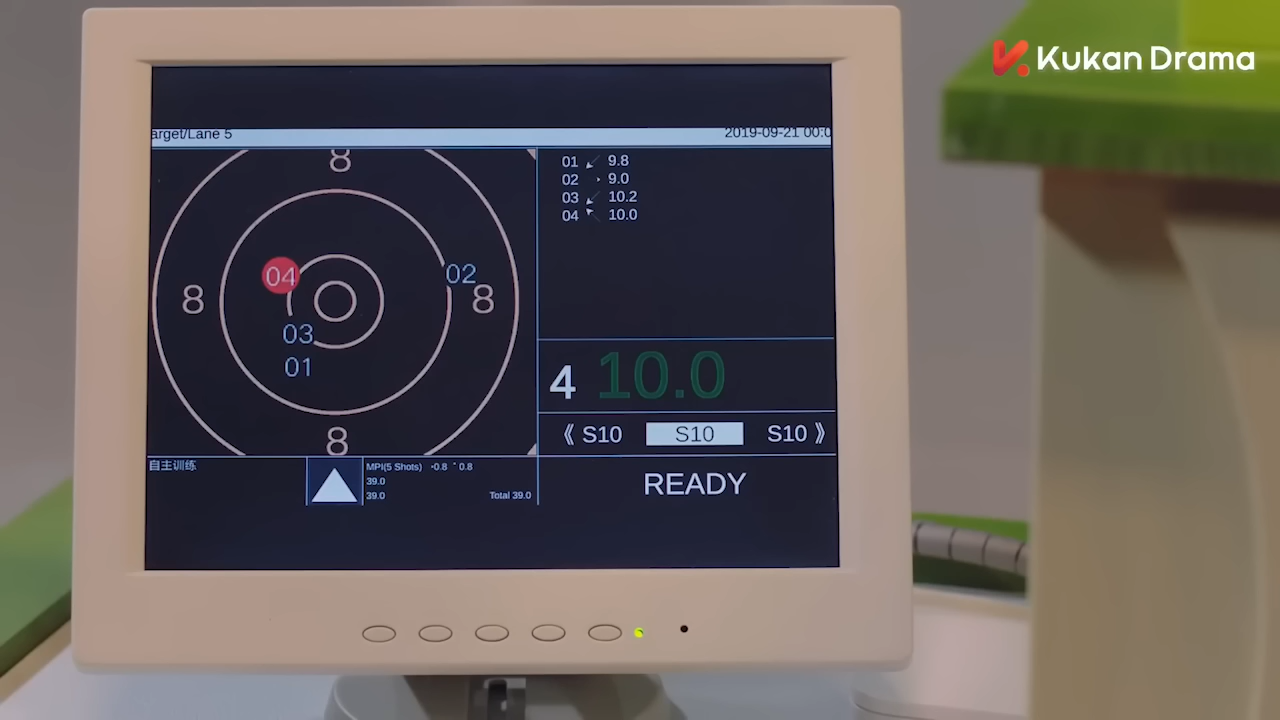 Kukan Drama
arget/Lane 5
2019-09-21 00:0
8
8
8
8
04
02
03
01
01 9.8
02 9.0
03 10.2
04 10.0
4 10.0
《 S10 S10 S10 》
READY
自主训练
MPI(5 Shots) -0.8 ˆ0.8
39.0
39.0
Total 39.0